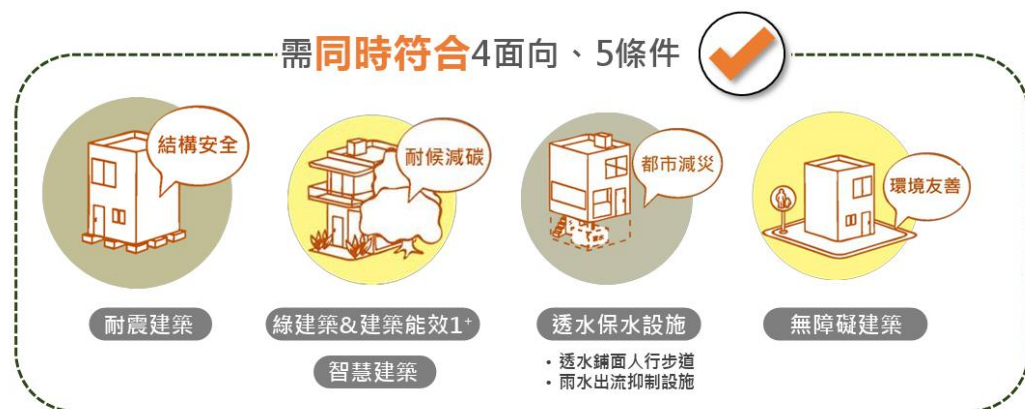 需同時符合4面向、5條件
結構安全
耐候減碳
都市減災
環境友善
耐震建築
綠建築&建築能效1⁺
智慧建築
透水保水設施
・透水鋪面人行步道
・雨水出流抑制設施
無障礙建築